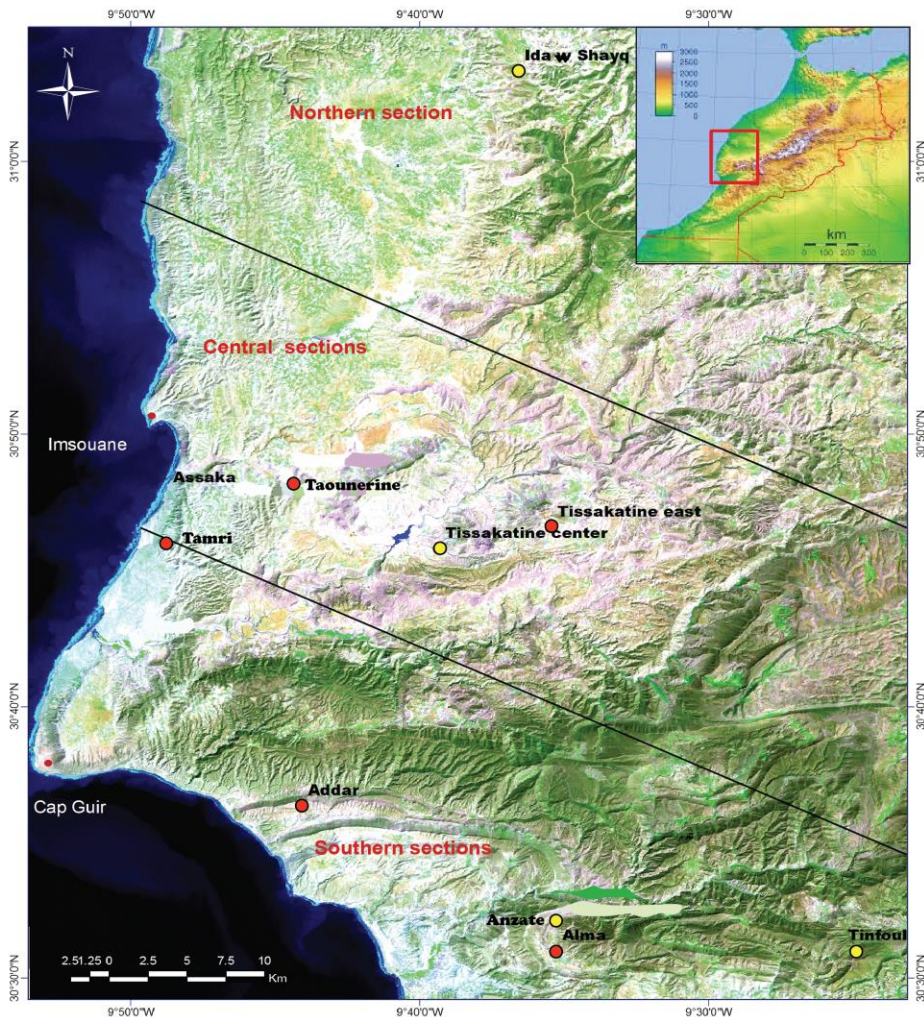 9°50'0"W 9°40'0"W 9°30'0"W
N
Ida w Shayq
Northern section
m
3000
2500
2000
1500
1000
500
0
km
0 100 200 300
31°0'0"N
31°0'0"N
Central sections
30°50'0"N
30°50'0"N
Imsouane
Assaka
Taounerine
Tissakatine east
Tissakatine center
Tamri
30°40'0"N
30°40'0"N
Cap Guir
Addar
Southern sections
Anzate
Alma
Tinfoul
2.51.25 0 2.5 5 7.5 10
Km
30°30'0"N
30°30'0"N
9°50'0"W 9°40'0"W 9°30'0"W